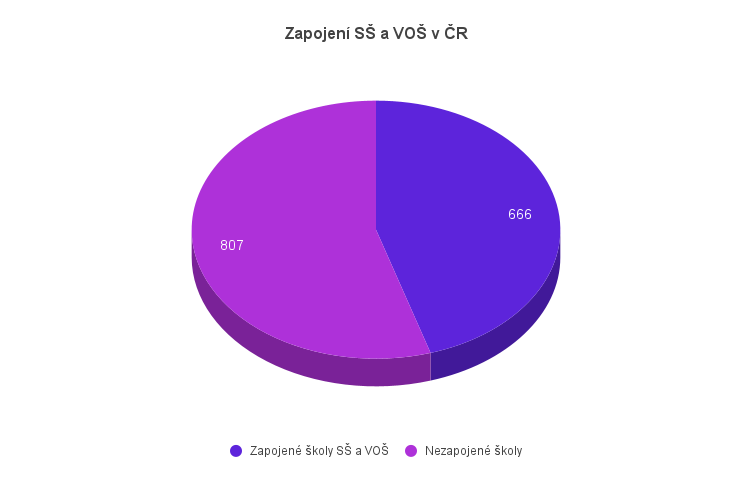 Zapojení SŠ a VOŠ v ČR
666
807
Zapojené školy SŠ a VOŠ
Nezapojené školy